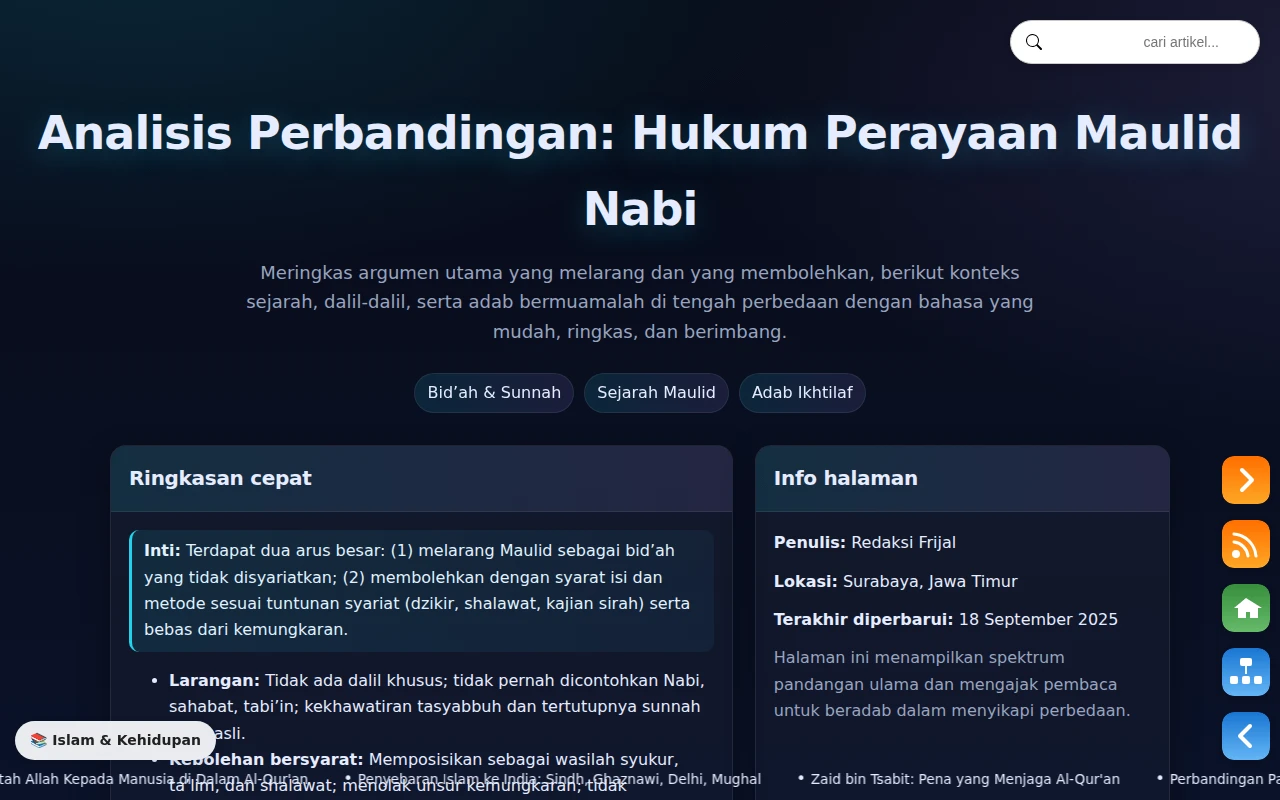 cari artikel...
Analisis Perbandingan: Hukum Perayaan Maulid
Nabi
Meringkas argumen utama yang melarang dan yang membolehkan, berikut konteks
sejarah, dalil-dalil, serta adab bermuamalah di tengah perbedaan dengan bahasa yang
mudah, ringkas, dan berimbang.
Bid’ah & Sunnah
Sejarah Maulid
Adab Ikhtilaf
Ringkasan cepat
Inti: Terdapat dua arus besar: (1) melarang Maulid sebagai bid’ah
yang tidak disyariatkan; (2) membolehkan dengan syarat isi dan
metode sesuai tuntunan syariat (dzikir, shalawat, kajian sirah) serta
bebas dari kemungkaran.
• Larangan: Tidak ada dalil khusus; tidak pernah dicontohkan Nabi,
sahabat, tabi’in; kekhawatiran tasyabbuh dan tertutupnya sunnah
asli.
• Kebolehan bersyarat: Memposisikan sebagai wasilah syukur,
ta’lim, dan shalawat; menolak unsur kemungkaran; tidak
Info halaman
Penulis: Redaksi Frijal
Lokasi: Surabaya, Jawa Timur
Terakhir diperbarui: 18 September 2025
Halaman ini menampilkan spektrum
pandangan ulama dan mengajak pembaca
untuk beradab dalam menyikapi perbedaan.
📚 Islam & Kehidupan
tah Allah Kepada Manusia di Dalam Al-Qur'an • Penyebaran Islam ke India: Sindh, Ghaznawi, Delhi, Mughal • Zaid bin Tsabit: Pena yang Menjaga Al-Qur'an • Perbandingan Pa